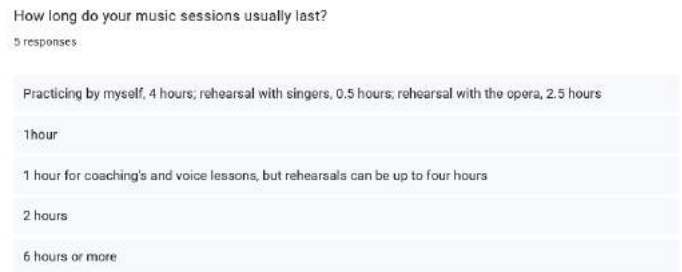 How long do your music sessions usually last?
5 responses
Practicing by myself, 4 hours; rehearsal with singers, 0.5 hours; rehearsal with the opera, 2.5 hours
1hour
1 hour for coaching's and voice lessons, but rehearsals can be up to four hours
2 hours
6 hours or more